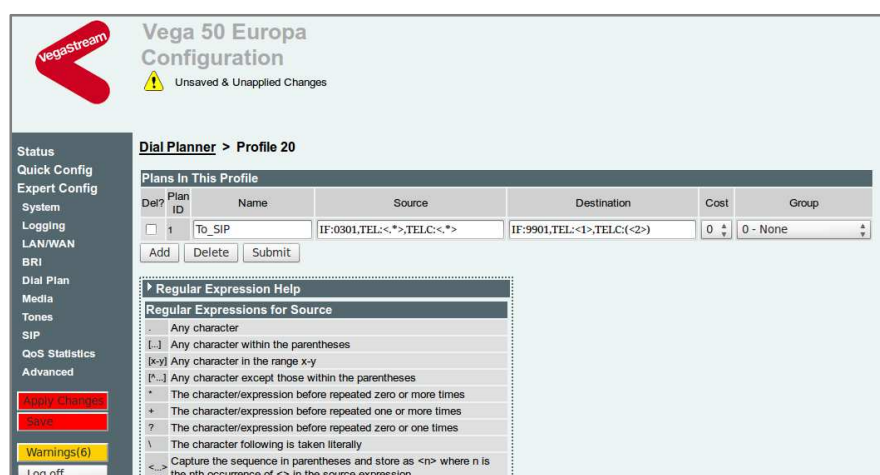 VegaStream
Vega 50 Europa
Configuration
Unsaved & Unapplied Changes
Status
Quick Config
Expert Config
System
Logging
LAN/WAN
BRI
Dial Plan
Media
Tones
SIP
QoS Statistics
Advanced
Apply Changes
Save
Warnings(6)
Log off
Dial Planner > Profile 20
Plans In This Profile
Del? Plan ID Name Source Destination Cost Group
1 To_SIP IF:0301,TEL:<.*>,TELC:<.*> IF:9901,TEL:<1>,TELC:(<2>) 0 0 - None
Add Delete Submit
Regular Expression Help
Regular Expressions for Source
. Any character
[...] Any character within the parentheses
[x-y] Any character in the range x-y
[^...] Any character except those within the parentheses
* The character/expression before repeated zero or more times
+ The character/expression before repeated one or more times
? The character/expression before repeated zero or one times
\ The character following is taken literally
<...> Capture the sequence in parentheses and store as <n> where n is
the nth occurrence of <> in the source expression